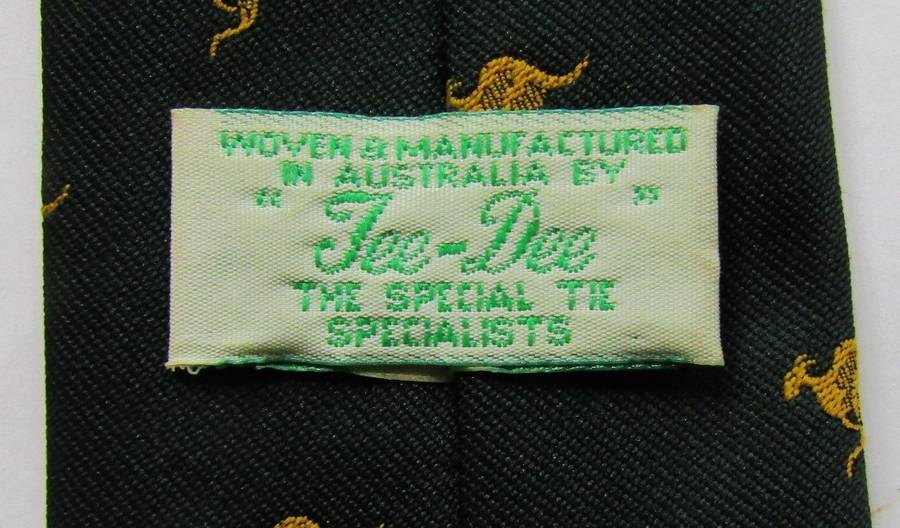 WOVEN & MANUFACTURED
IN AUSTRALIA BY
"Tee-Dee"
THE SPECIAL TIE
SPECIALISTS